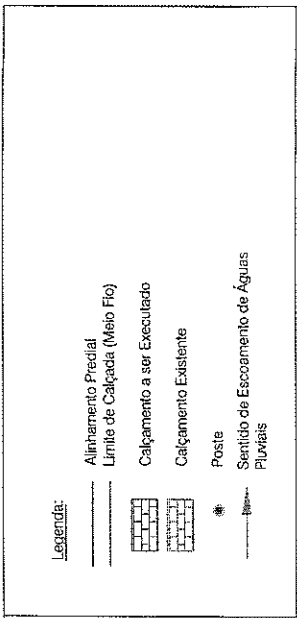 Legenda:
Alinhamento Predial
Limite de Calçada (Meio Fio)
Calçamento a ser Executado
Calçamento Existente
Poste
Sentido de Escoamento de Águas
Pluviais